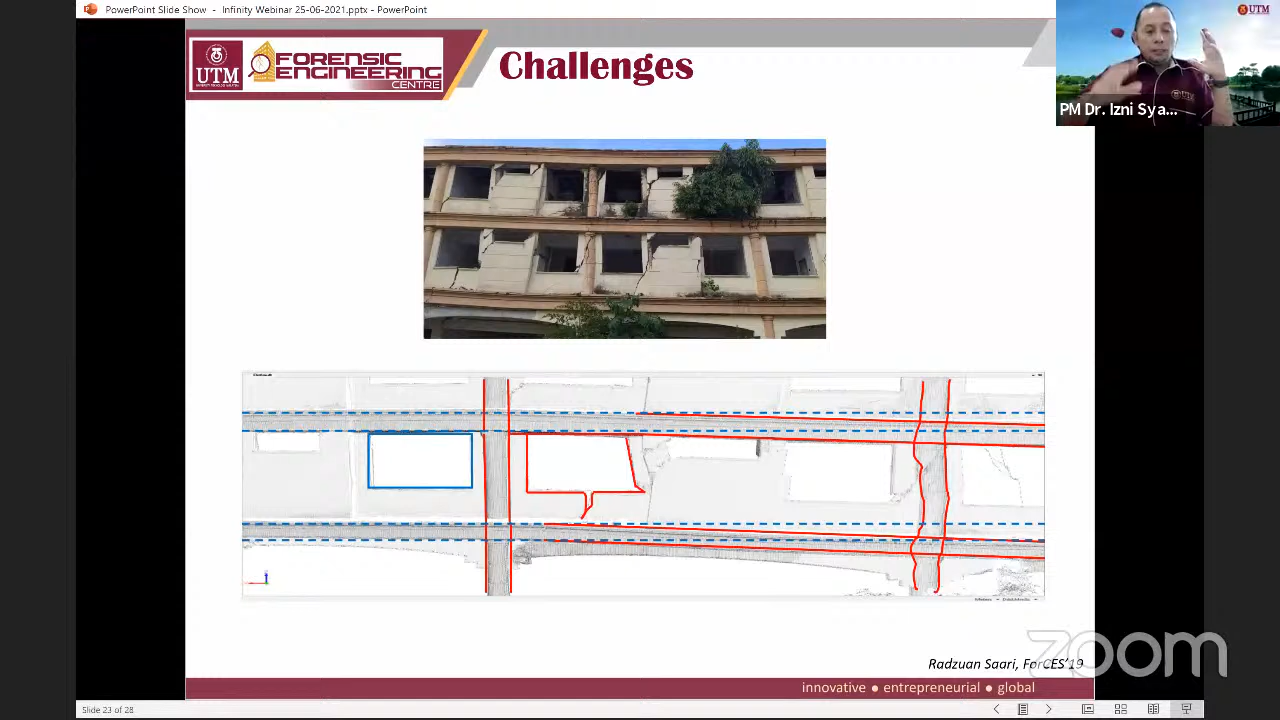 PowerPoint Slide Show - Infinity Webinar 25-06-2021.pptx - PowerPoint
UTM
UTM
FORENSIC
ENGINEERING
CENTRE
Challenges
PM Dr. Izni Sya...
Radzuan Saari, ForCES'19
zoom
innovative ● entrepreneurial ● global
Slide 23 of 28